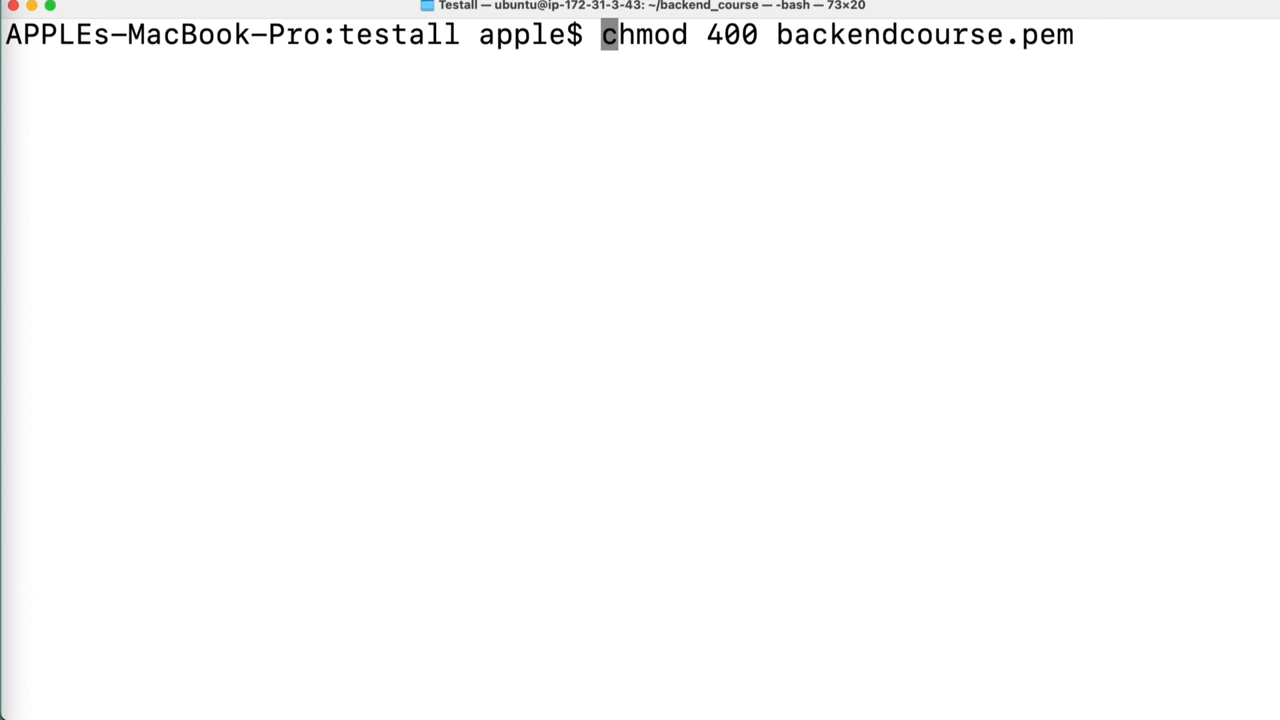 Testall — ubuntu@ip-172-31-3-43: ~/backend_course — -bash — 73×20
APPLEs-MacBook-Pro:testall apple$ chmod 400 backendcourse.pem